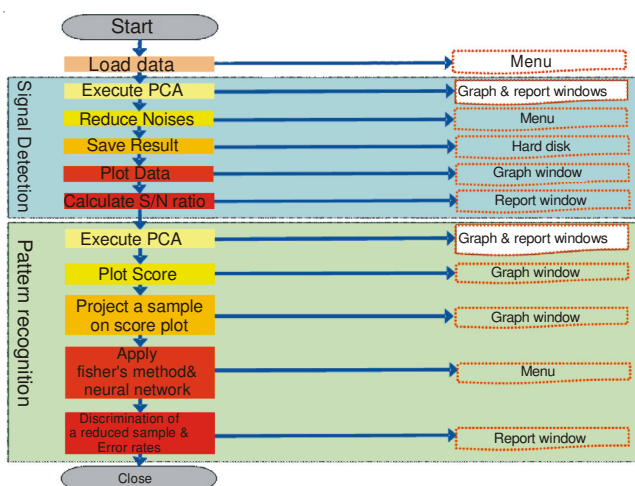 Start
Load data
Menu
Signal Detection
Execute PCA
Graph & report windows
Reduce Noises
Menu
Save Result
Hard disk
Plot Data
Graph window
Calculate S/N ratio
Report window
Pattern recognition
Execute PCA
Graph & report windows
Plot Score
Graph window
Project a sample
on score plot
Graph window
Apply
fisher's method&
neural network
Menu
Discrimination of
a reduced sample &
Error rates
Report window
Close